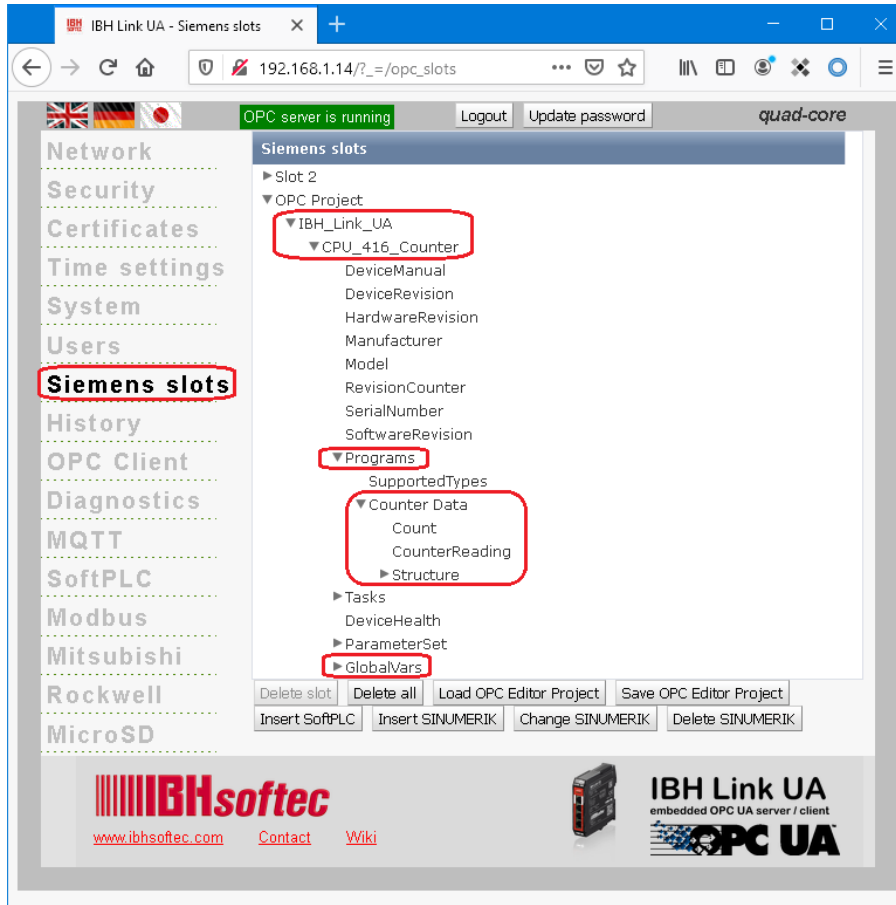 IBH Link UA - Siemens slots
192.168.1.14/?_=/opc_slots
OPC server is running
Logout
Update password
quad-core
Network
Security
Certificates
Time settings
System
Users
Siemens slots
History
OPC Client
Diagnostics
MQTT
SoftPLC
Modbus
Mitsubishi
Rockwell
MicroSD
Siemens slots
Slot 2
OPC Project
IBH_Link_UA
CPU_416_Counter
DeviceManual
DeviceRevision
HardwareRevision
Manufacturer
Model
RevisionCounter
SerialNumber
SoftwareRevision
Programs
SupportedTypes
Counter Data
Count
CounterReading
Structure
Tasks
DeviceHealth
ParameterSet
GlobalVars
Delete slot
Delete all
Load OPC Editor Project
Save OPC Editor Project
Insert SoftPLC
Insert SINUMERIK
Change SINUMERIK
Delete SINUMERIK
IBHsoftec
www.ibhsoftec.com
Contact
Wiki
IBH Link UA
embedded OPC UA server / client
OPC UA